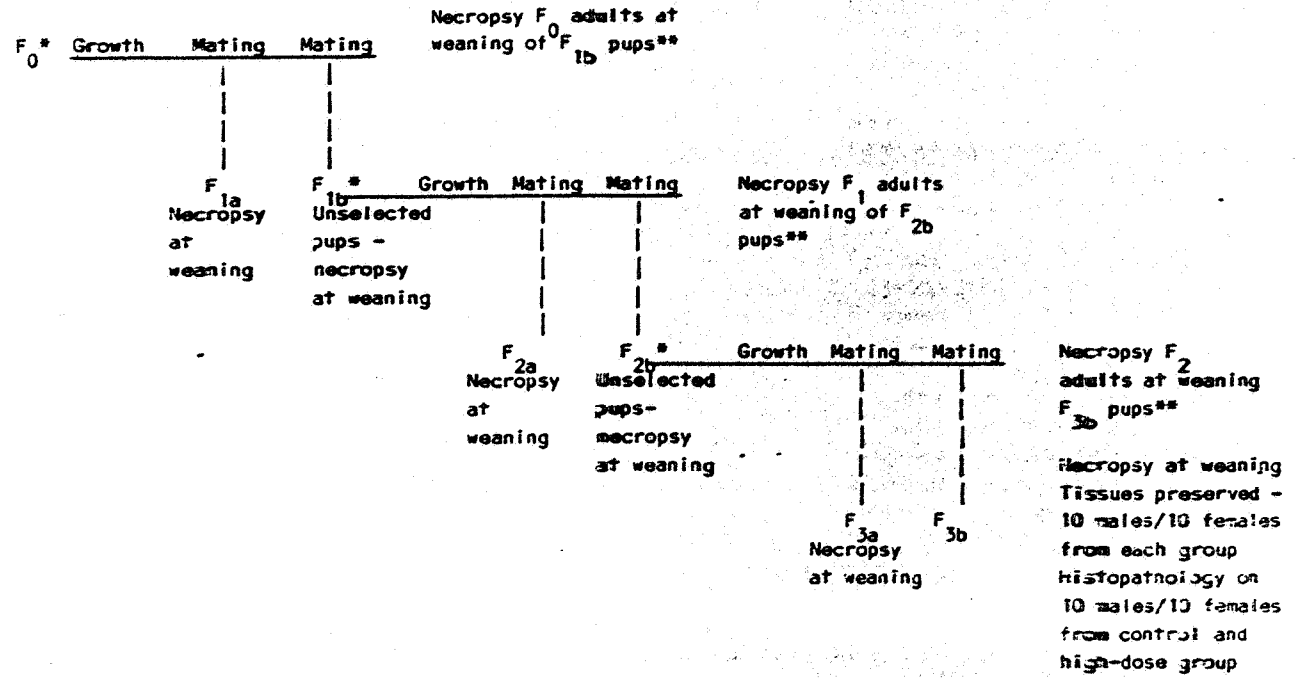 Necropsy F0 adults at
weaning of F1b pups**
F0* Growth Mating Mating
F1a
Necropsy
at
weaning
F1b* Growth Mating Mating
Unselected
pups -
necropsy
at weaning
Necropsy F1 adults
at weaning of F2b
pups**
F2a
Necropsy
at
weaning
F2b* Growth Mating Mating
Unselected
pups-
necropsy
at weaning
Necropsy F2
adults at weaning
F3b pups**
F3a
Necropsy
at weaning
F3b
Necropsy at weaning
Tissues preserved -
10 males/10 females
from each group
Histopathology on
10 males/10 females
from control and
high-dose group